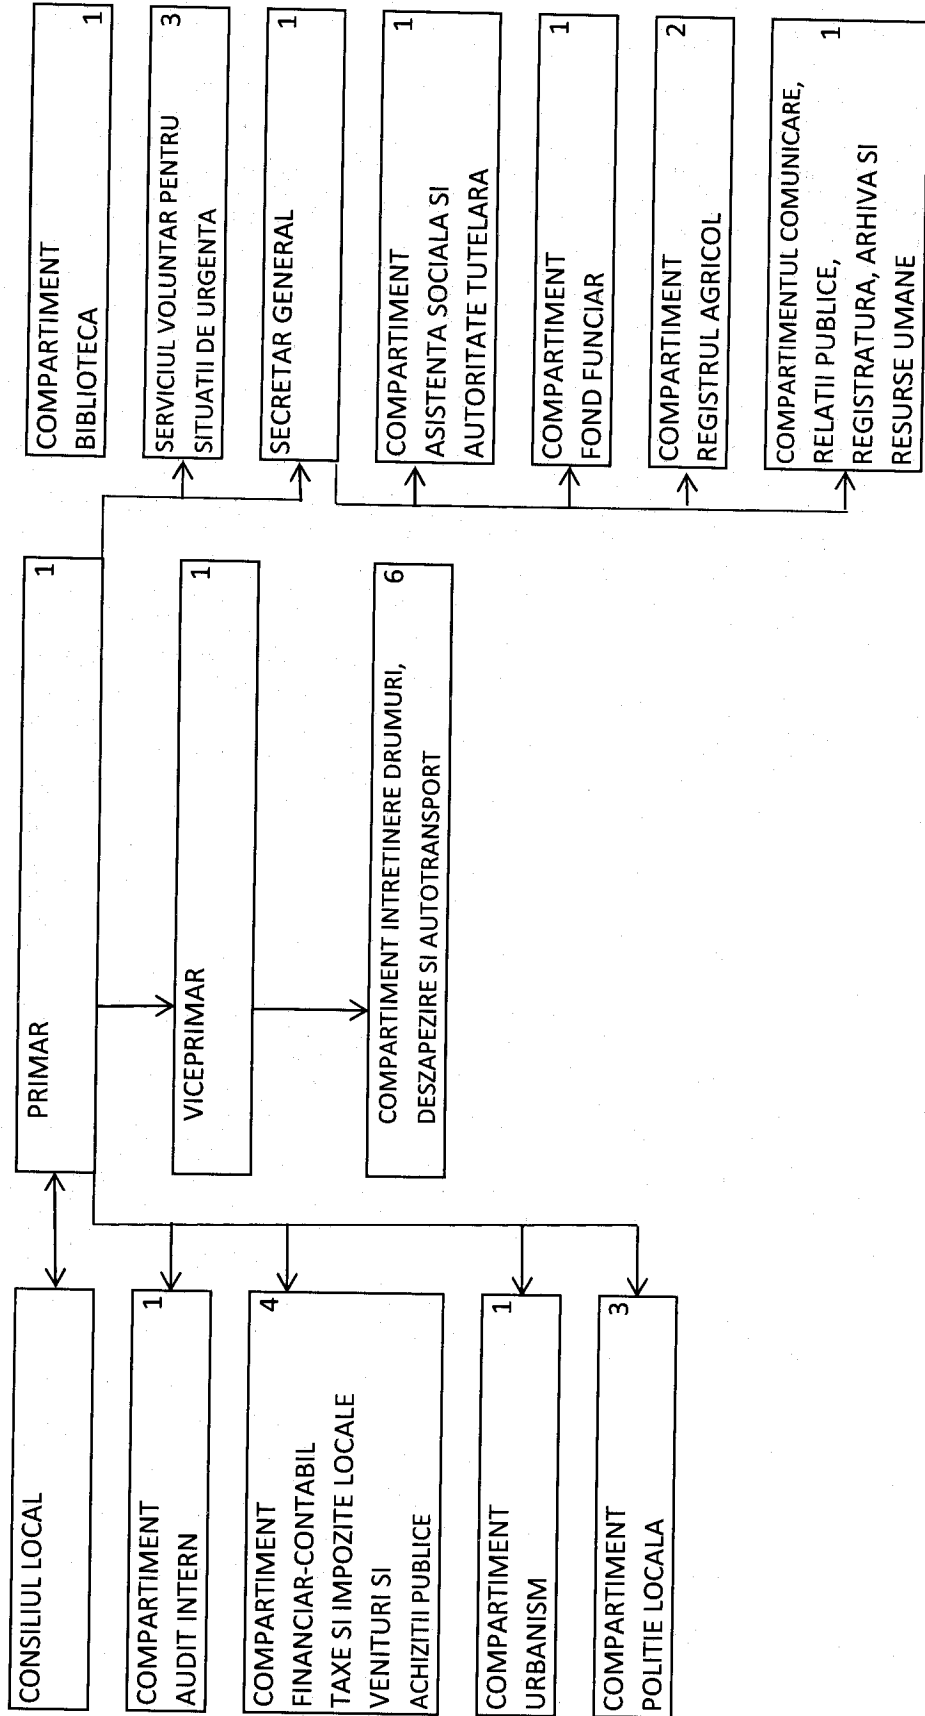 CONSILIUL LOCAL
COMPARTIMENT
AUDIT INTERN
1
COMPARTIMENT
FINANCIAR-CONTABIL
TAXE SI IMPOZITE LOCALE
VENITURI SI
ACHIZITII PUBLICE
4
COMPARTIMENT
URBANISM
1
COMPARTIMENT
POLITIE LOCALA
3
PRIMAR
1
VICEPRIMAR
1
COMPARTIMENT INTRETINERE DRUMURI,
DESZAPEZIRE SI AUTOTRANSPORT
6
COMPARTIMENT
BIBLIOTECA
1
SERVICIUL VOLUNTAR PENTRU
SITUATII DE URGENTA
3
SECRETAR GENERAL
1
COMPARTIMENT
ASISTENTA SOCIALA SI
AUTORITATE TUTELARA
1
COMPARTIMENT
FOND FUNCIAR
1
COMPARTIMENT
REGISTRUL AGRICOL
2
COMPARTIMENTUL COMUNICARE,
RELATII PUBLICE,
REGISTRATURA, ARHIVA SI
RESURSE UMANE
1